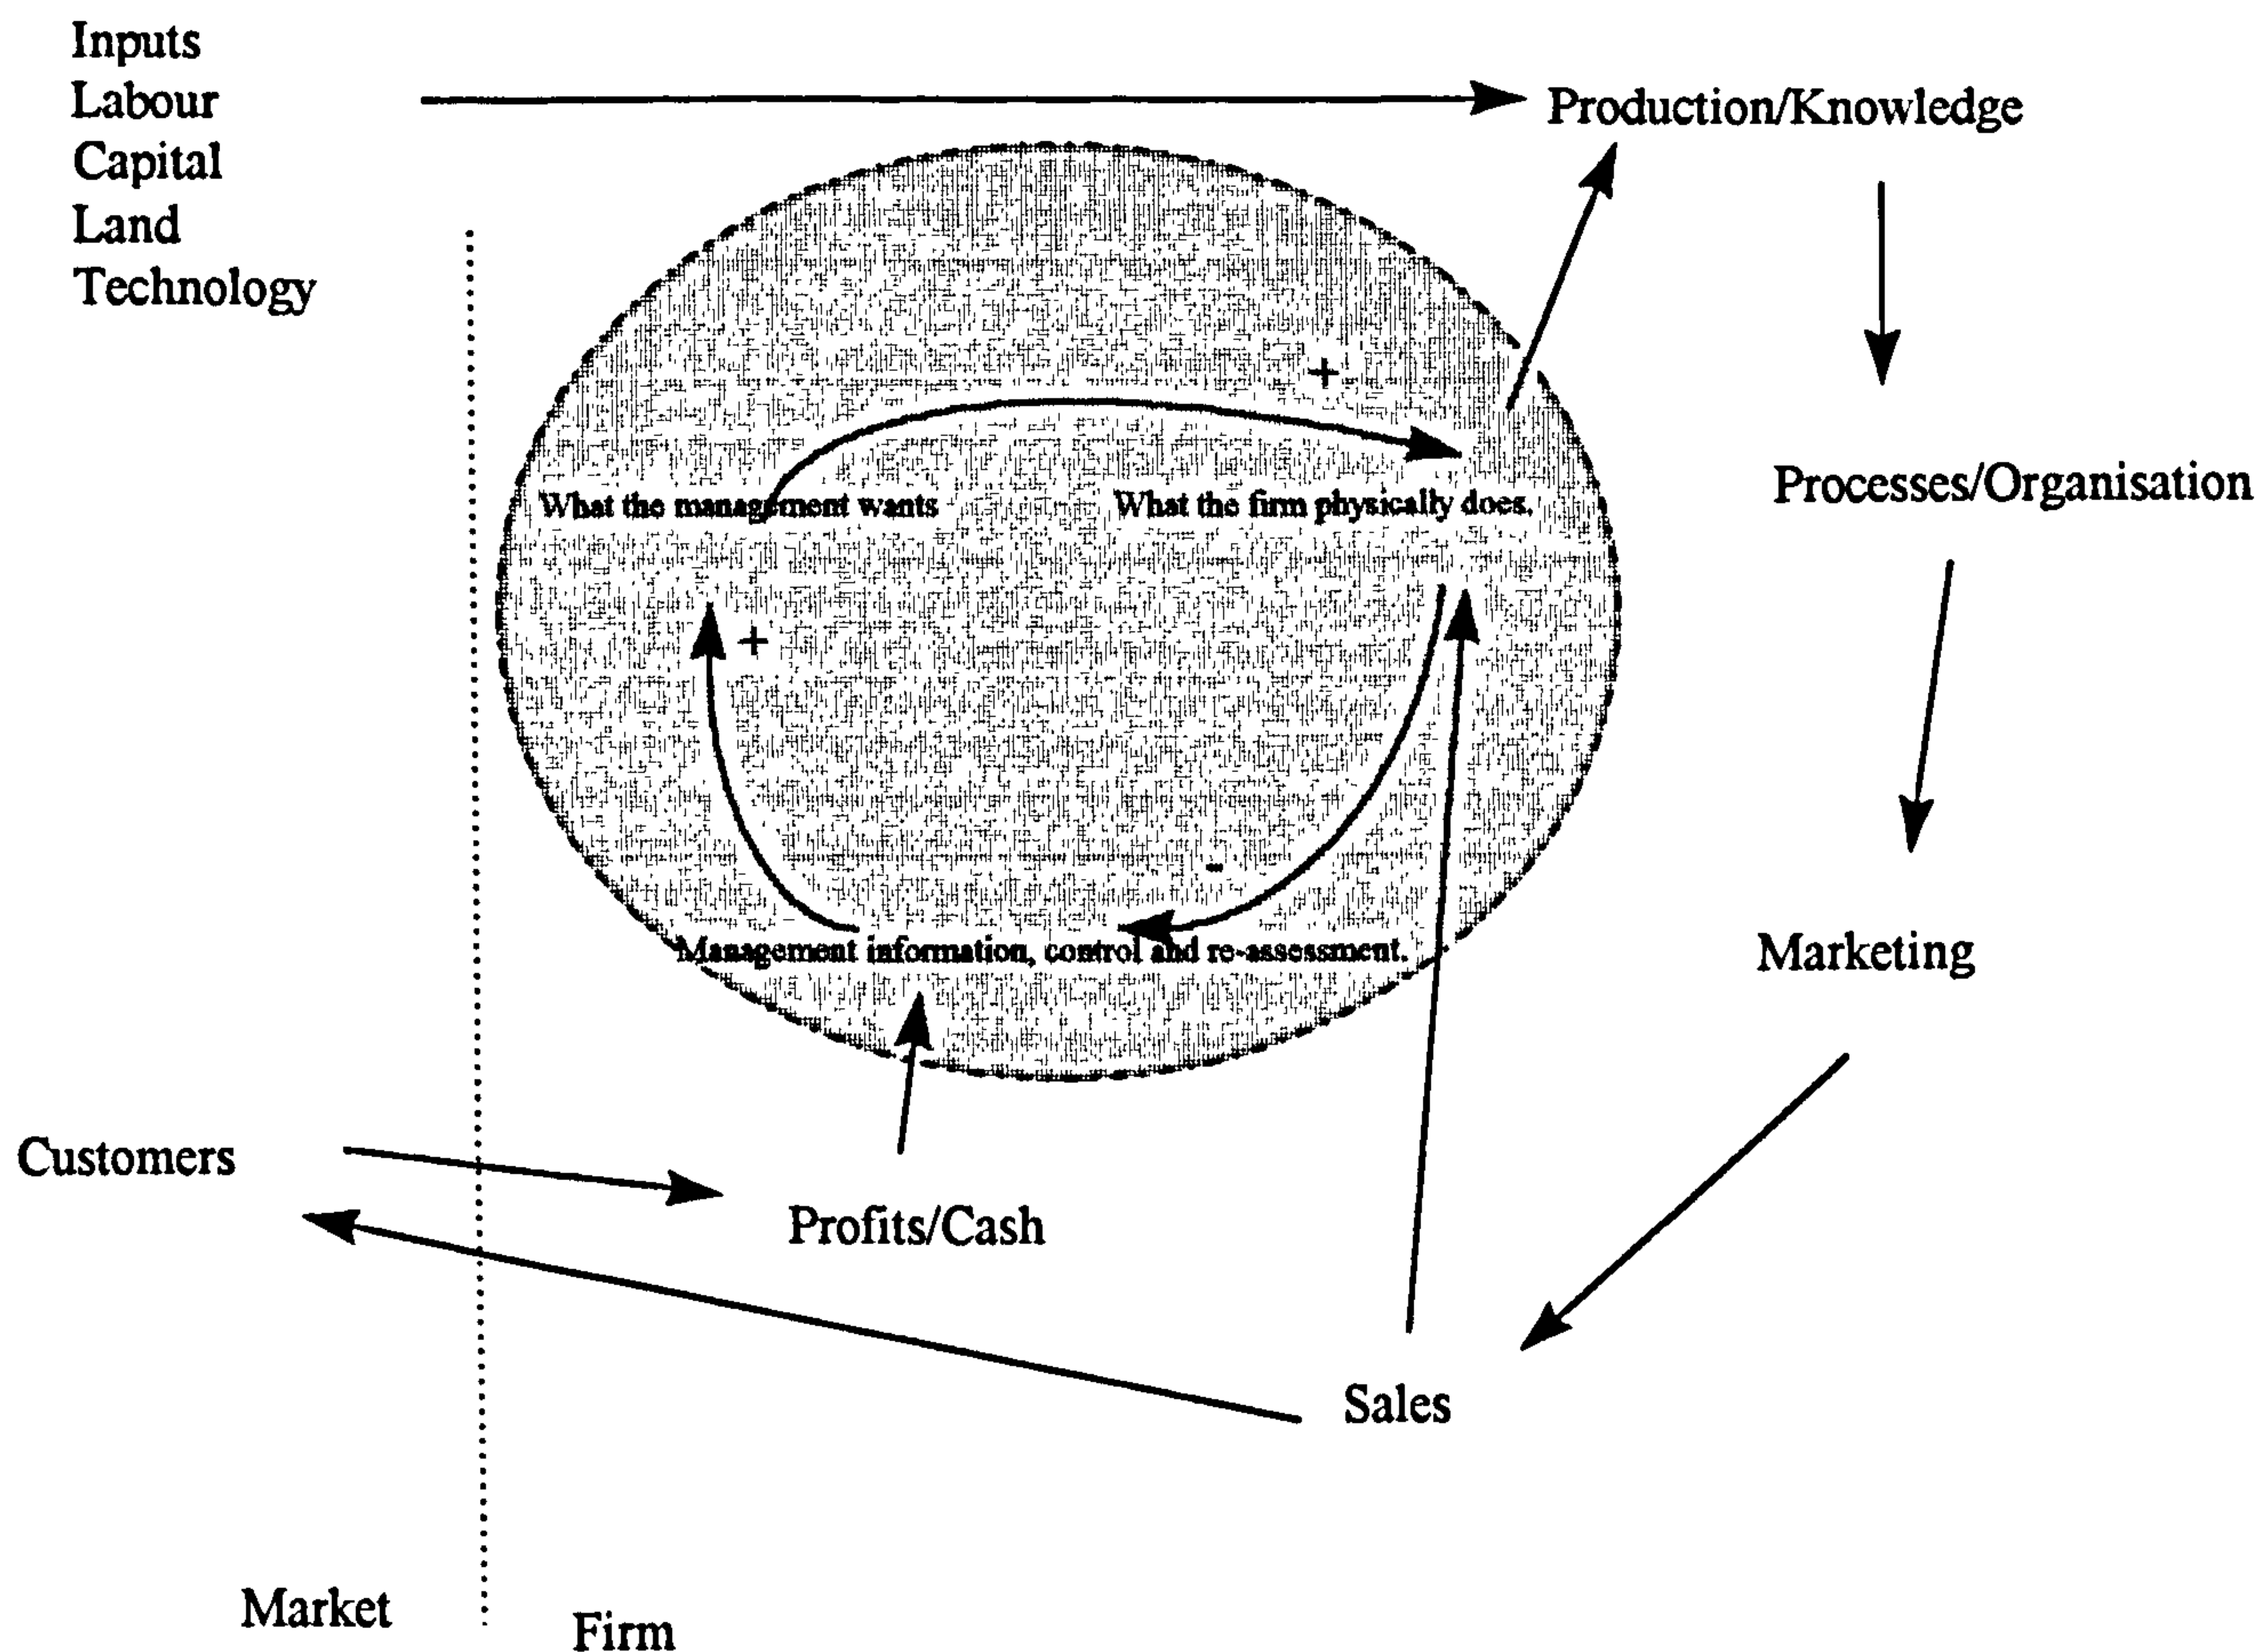 Inputs
Labour
Capital
Land
Technology
Production/Knowledge
+
What the management wants
What the firm physically does.
Processes/Organisation
+
-
Management information, control and re-assessment.
Marketing
Customers
Profits/Cash
Sales
Market
Firm